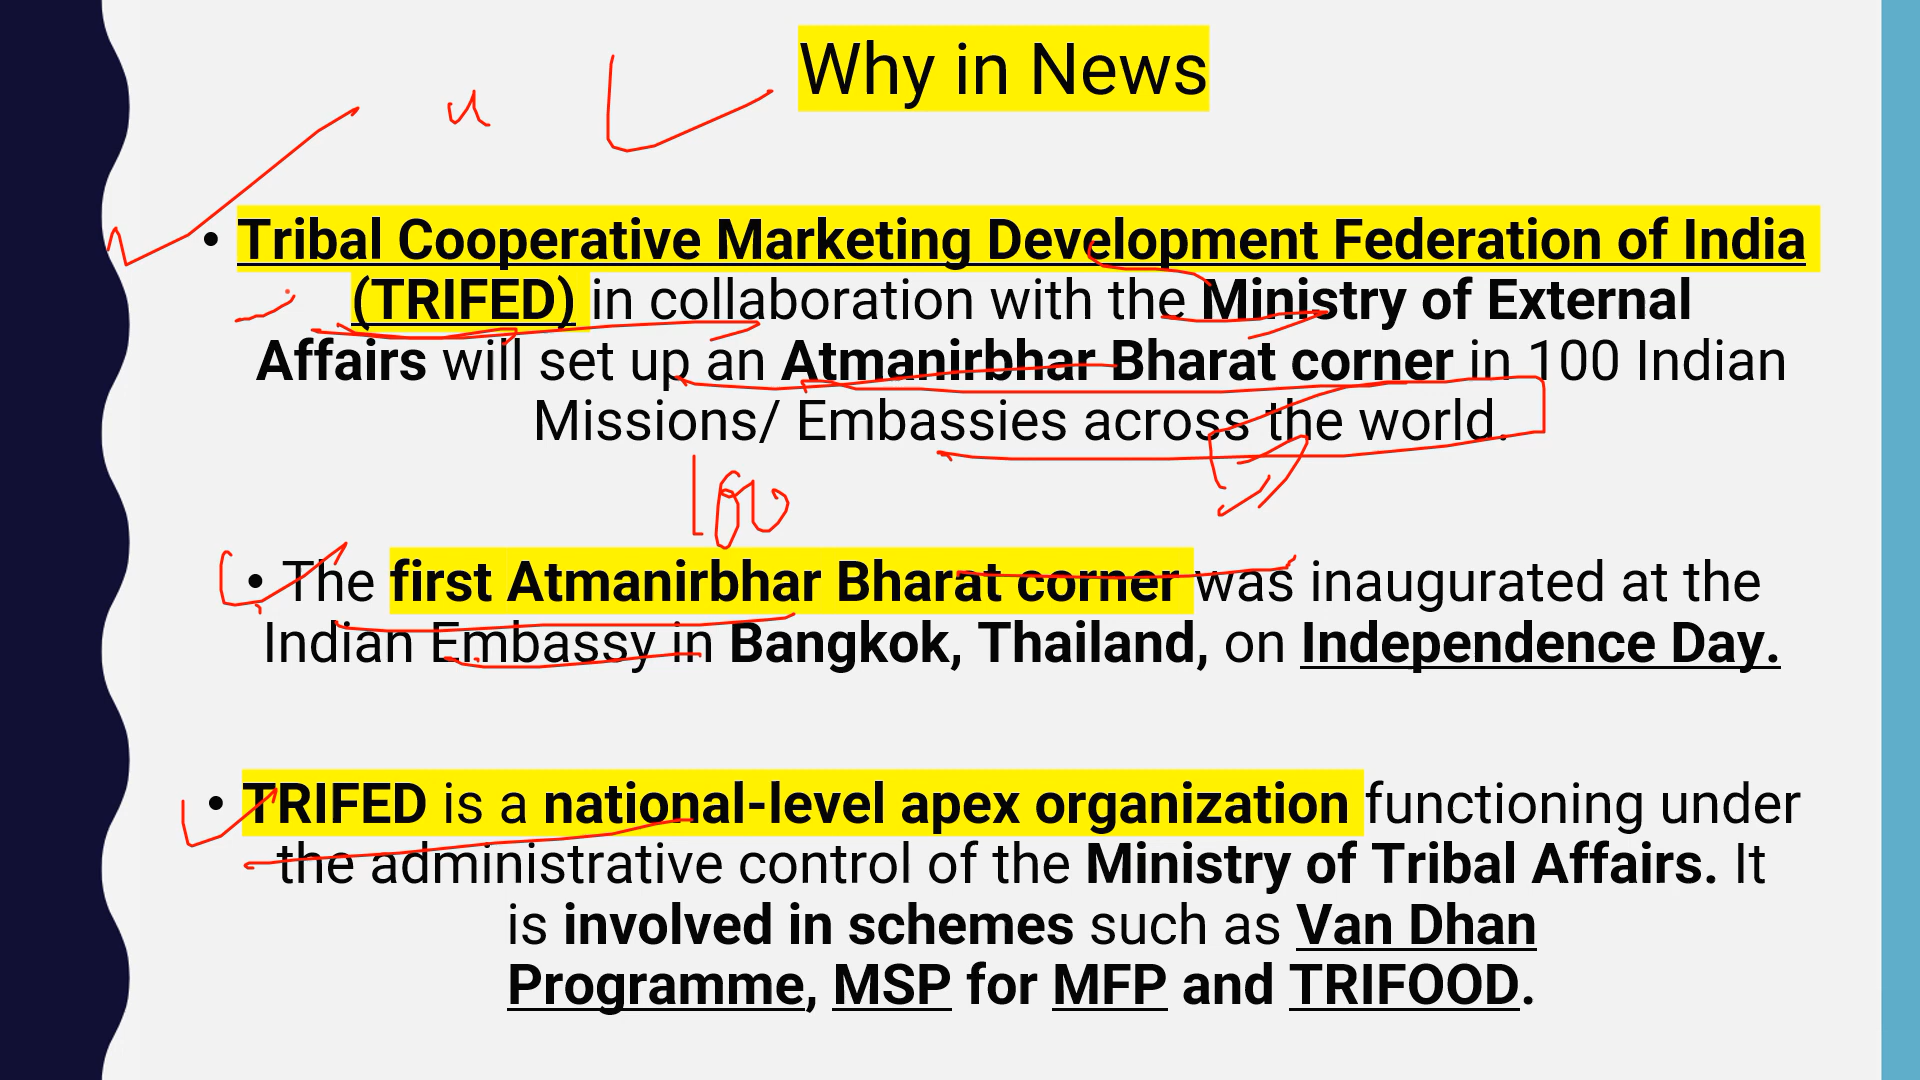 Why in News
• Tribal Cooperative Marketing Development Federation of India
(TRIFED) in collaboration with the Ministry of External
Affairs will set up an Atmanirbhar Bharat corner in 100 Indian
Missions/ Embassies across the world.
100
• The first Atmanirbhar Bharat corner was inaugurated at the
Indian Embassy in Bangkok, Thailand, on Independence Day.
• TRIFED is a national-level apex organization functioning under
the administrative control of the Ministry of Tribal Affairs. It
is involved in schemes such as Van Dhan
Programme, MSP for MFP and TRIFOOD.